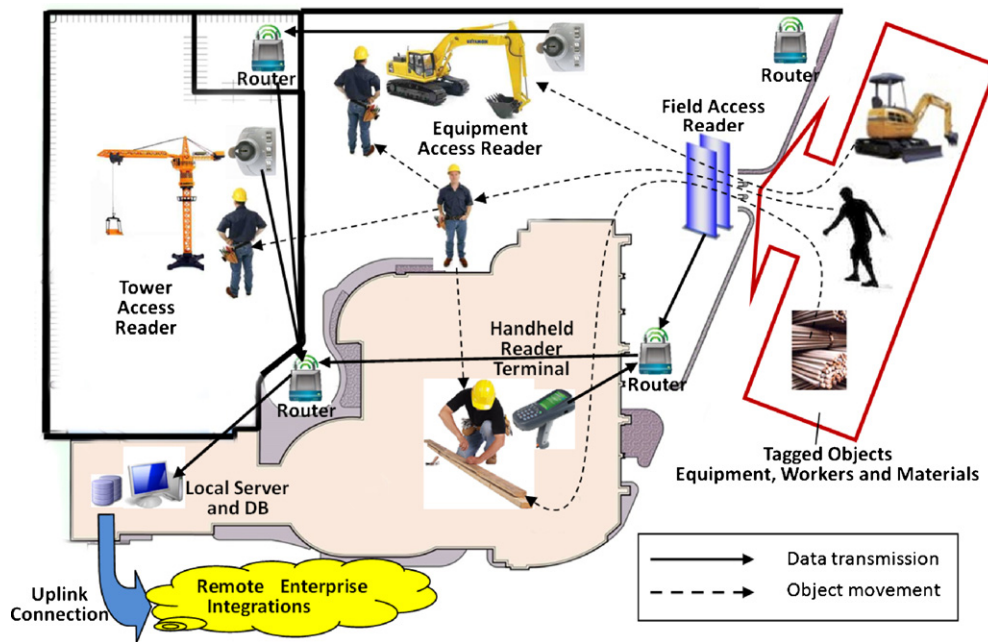 Router
Router
Equipment
Access Reader
Field Access
Reader
Tower
Access
Reader
Handheld
Reader
Terminal
Router
Router
Tagged Objects
Equipment, Workers and Materials
Local Server
and DB
Uplink
Connection
Remote Enterprise
Integrations
Data transmission
Object movement